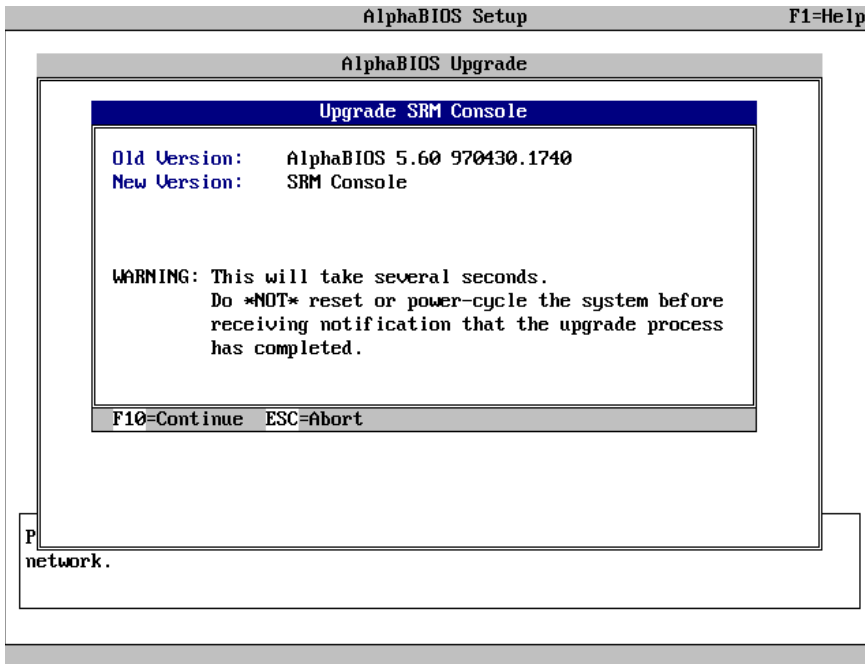 AlphaBIOS Setup F1=Help
AlphaBIOS Upgrade
Upgrade SRM Console
Old Version: AlphaBIOS 5.60 970430.1740
New Version: SRM Console
WARNING: This will take several seconds.
Do *NOT* reset or power-cycle the system before
receiving notification that the upgrade process
has completed.
F10=Continue ESC=Abort
P
network.